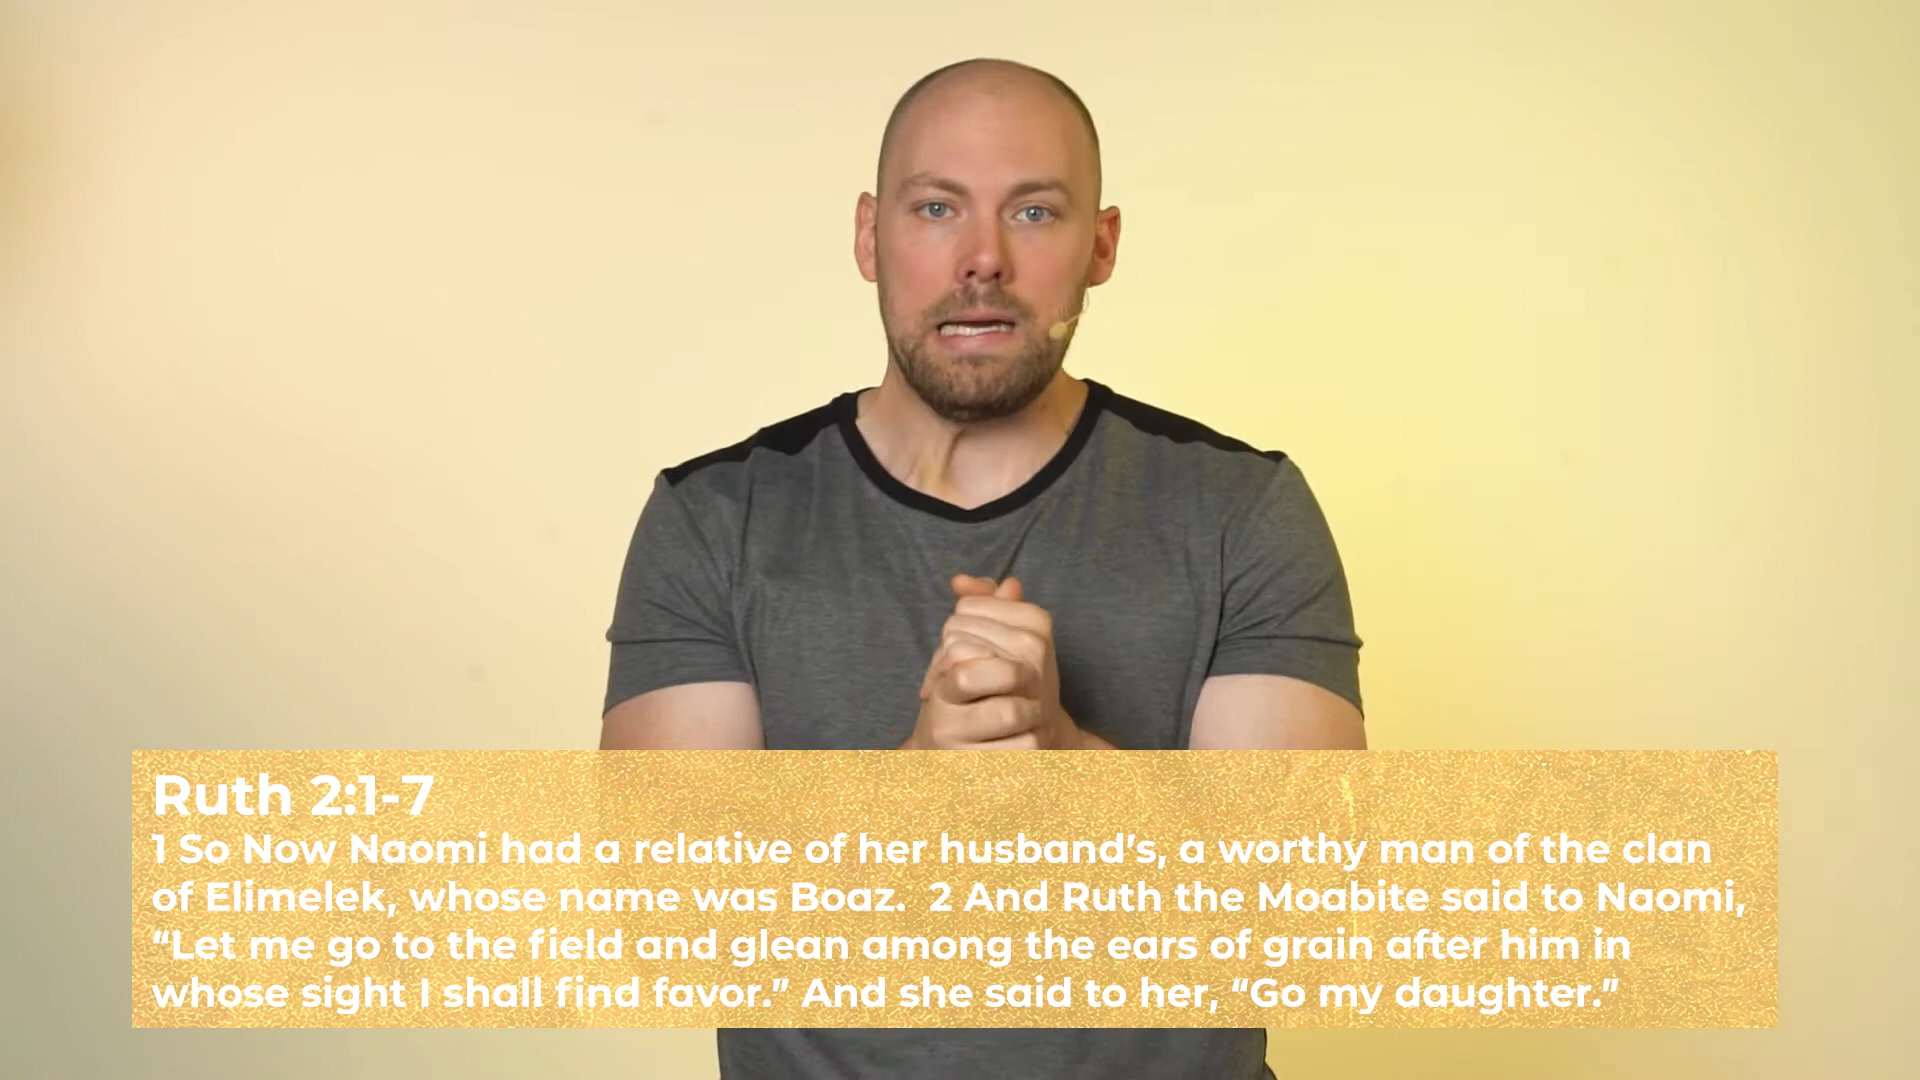 Ruth 2:1-7
1 So Now Naomi had a relative of her husband’s, a worthy man of the clan
of Elimelek, whose name was Boaz.  2 And Ruth the Moabite said to Naomi,
“Let me go to the field and glean among the ears of grain after him in
whose sight I shall find favor.” And she said to her, “Go my daughter.”